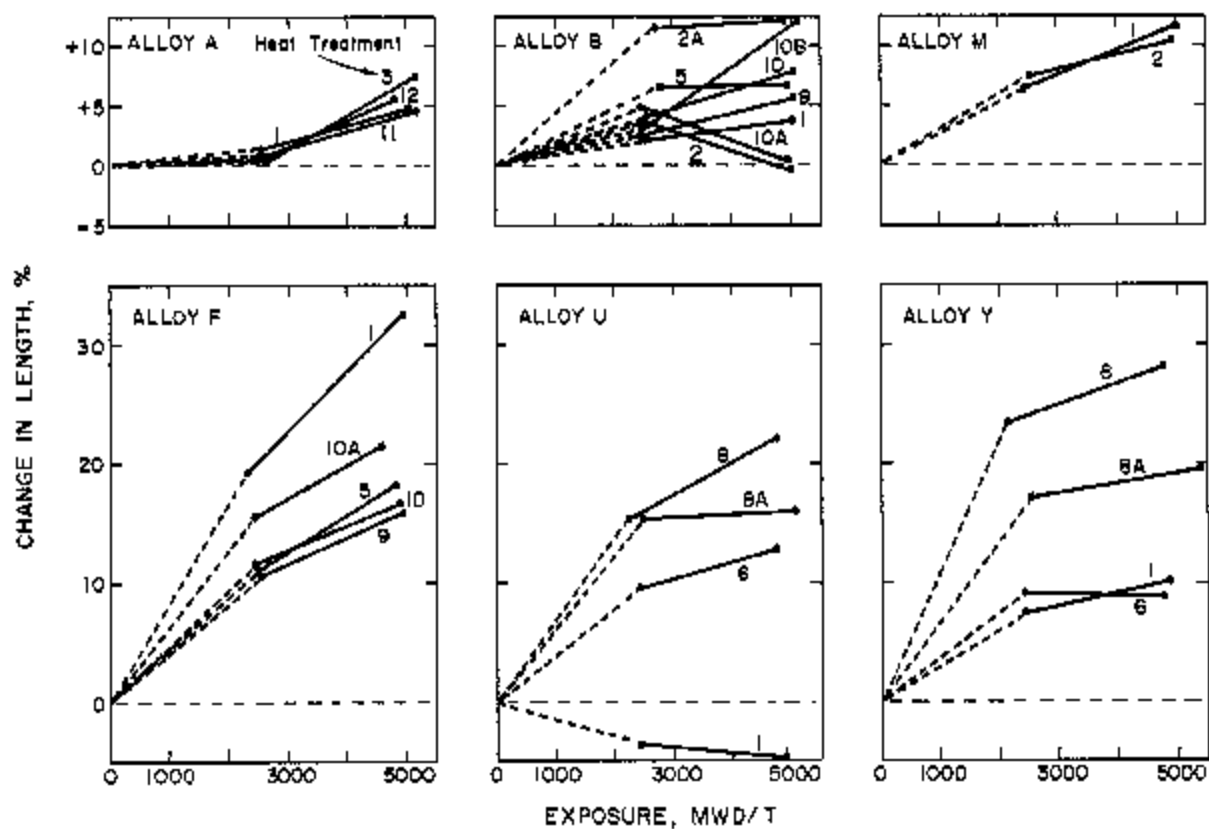 ALLOY A
Heat Treatment
+10
+5
0
-5
3
12
1
11
ALLOY B
2A
10B
10
5
9
1
10A
2
ALLOY M
1
2
CHANGE IN LENGTH, %
ALLOY F
30
20
10
0
1
10A
5
10
9
0 1000 3000 5000
ALLOY U
8
8A
6
1
0 1000 3000 5000
ALLOY Y
8
8A
1
6
0 1000 3000 5000
EXPOSURE, MWD/T